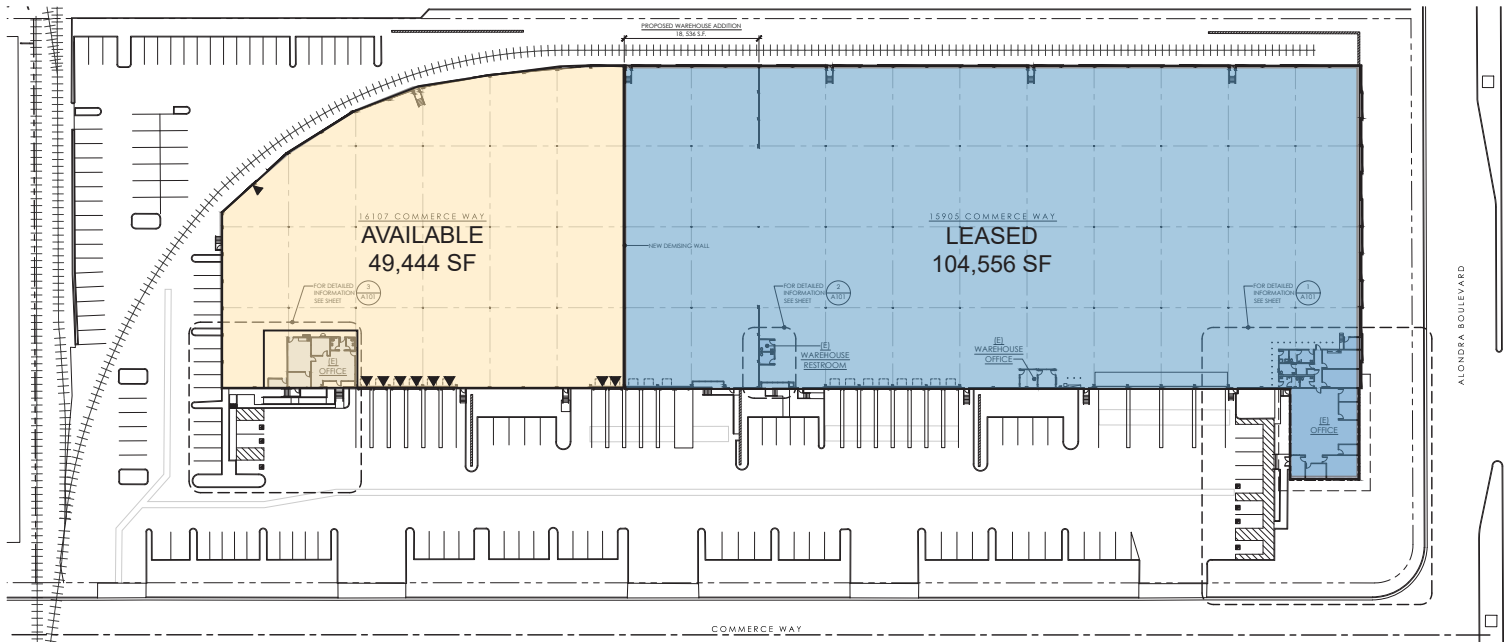 PROPOSED WAREHOUSE ADDITION
18, 536 S.F.
16107 COMMERCE WAY
AVAILABLE
49,444 SF
15905 COMMERCE WAY
LEASED
104,556 SF
NEW DEMISING WALL
FOR DETAILED
INFORMATION
SEE SHEET
3
A101
FOR DETAILED
INFORMATION
SEE SHEET
2
A101
FOR DETAILED
INFORMATION
SEE SHEET
1
A101
(E)
OFFICE
(E)
WAREHOUSE
RESTROOM
(E)
WAREHOUSE
OFFICE
(E)
OFFICE
ALONDRA BOULEVARD
COMMERCE WAY